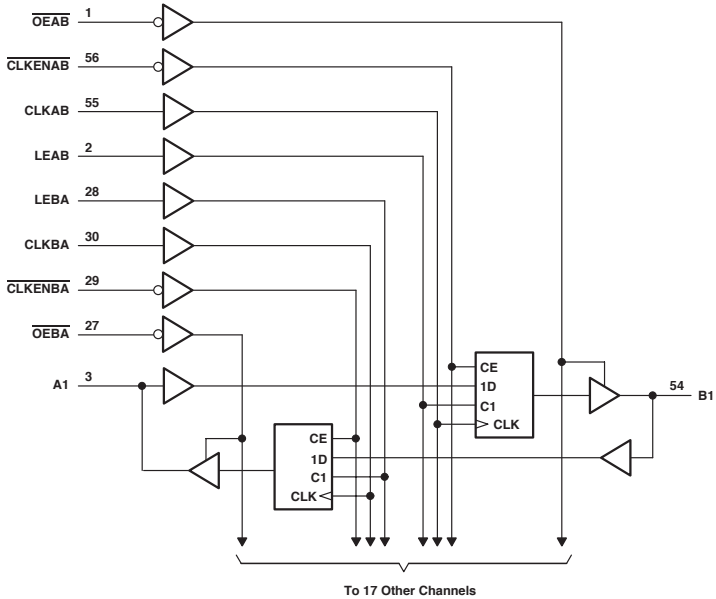 OEAB 1
CLKENAB 56
CLKAB 55
LEAB 2
LEBA 28
CLKBA 30
CLKENBA 29
OEBA 27
A1 3
CE
1D
C1
CLK
54 B1
CE
1D
C1
CLK
To 17 Other Channels